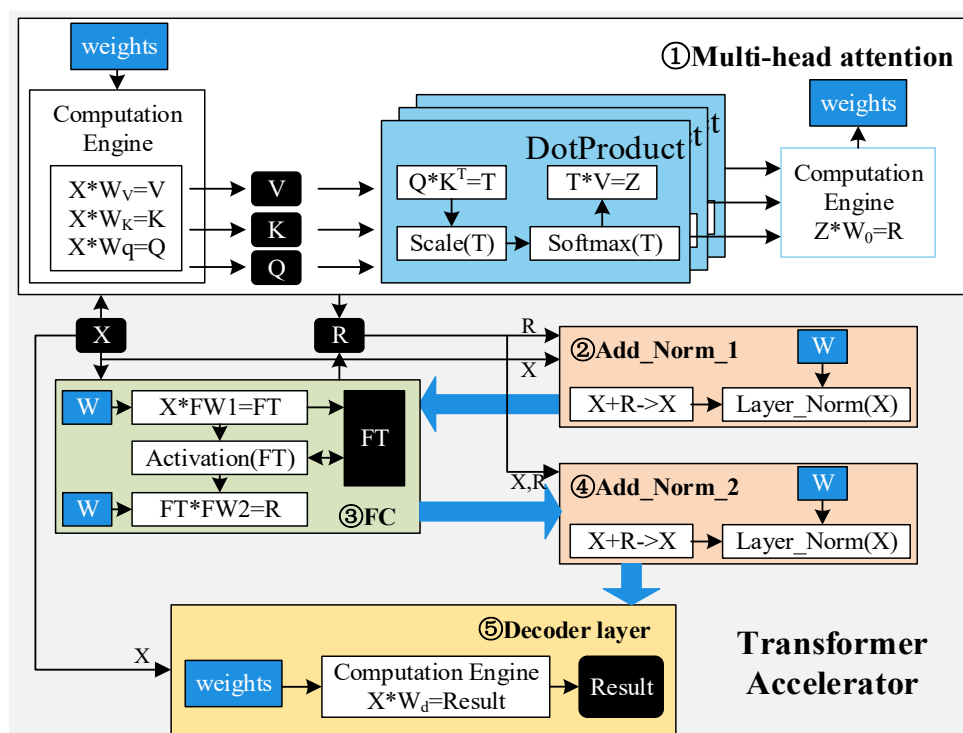 weights
①Multi-head attention
Computation
Engine
X*W_V=V
X*W_K=K
X*Wq=Q
V
K
Q
DotProduct
ct
ct
Q*K^T=T
T*V=Z
Scale(T)
Softmax(T)
weights
Computation
Engine
Z*W_0=R
X
R
R
X
②Add_Norm_1
W
X+R->X
Layer_Norm(X)
W
X*FW1=FT
FT
Activation(FT)
W
FT*FW2=R
③FC
X,R
④Add_Norm_2
W
X+R->X
Layer_Norm(X)
X
⑤Decoder layer
weights
Computation Engine
X*W_d=Result
Result
Transformer
Accelerator